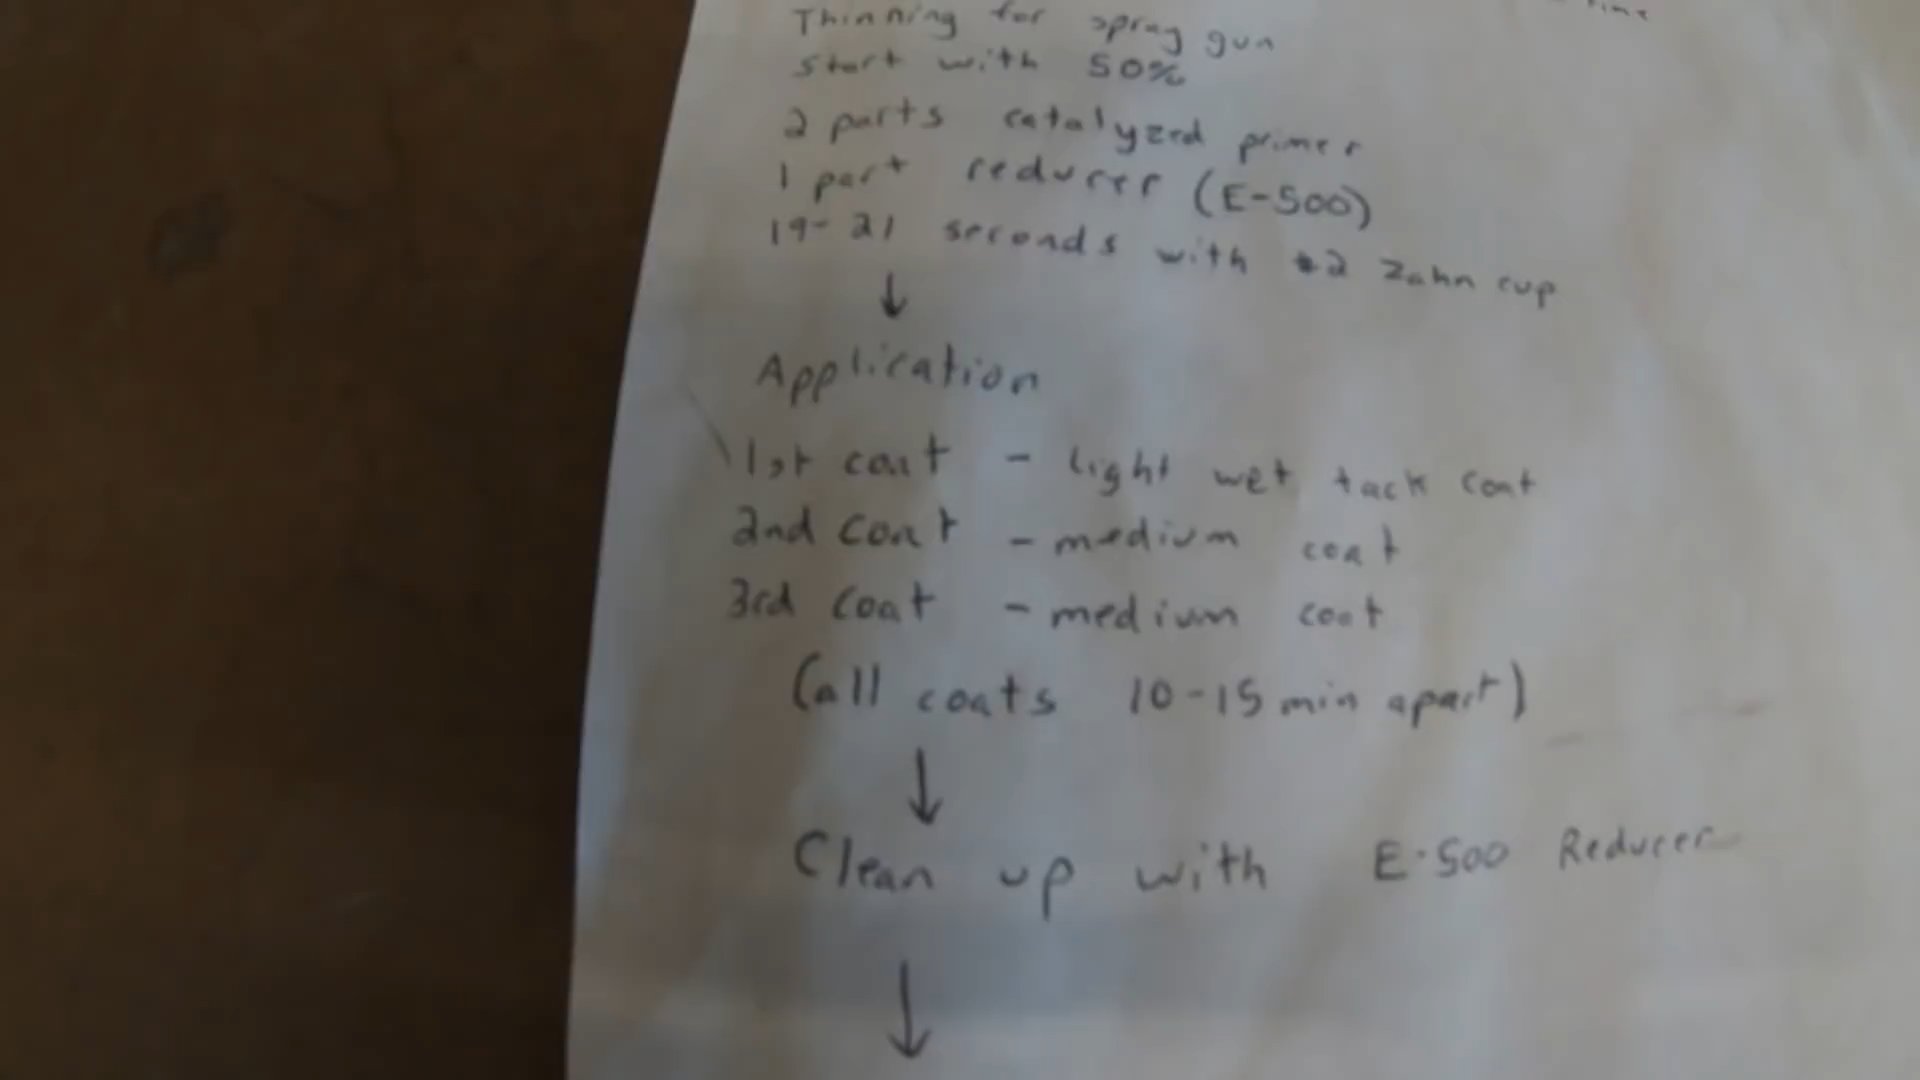 Thinning for spray gun
start with 50%
2 parts catalyzed primer
1 part reducer (E-500)
19-21 seconds with #2 Zahn cup
↓
Application
1st coat - light wet tack coat
2nd coat - medium coat
3rd coat - medium coat
(all coats 10-15 min apart)
↓
Clean up with E-500 Reducer
↓